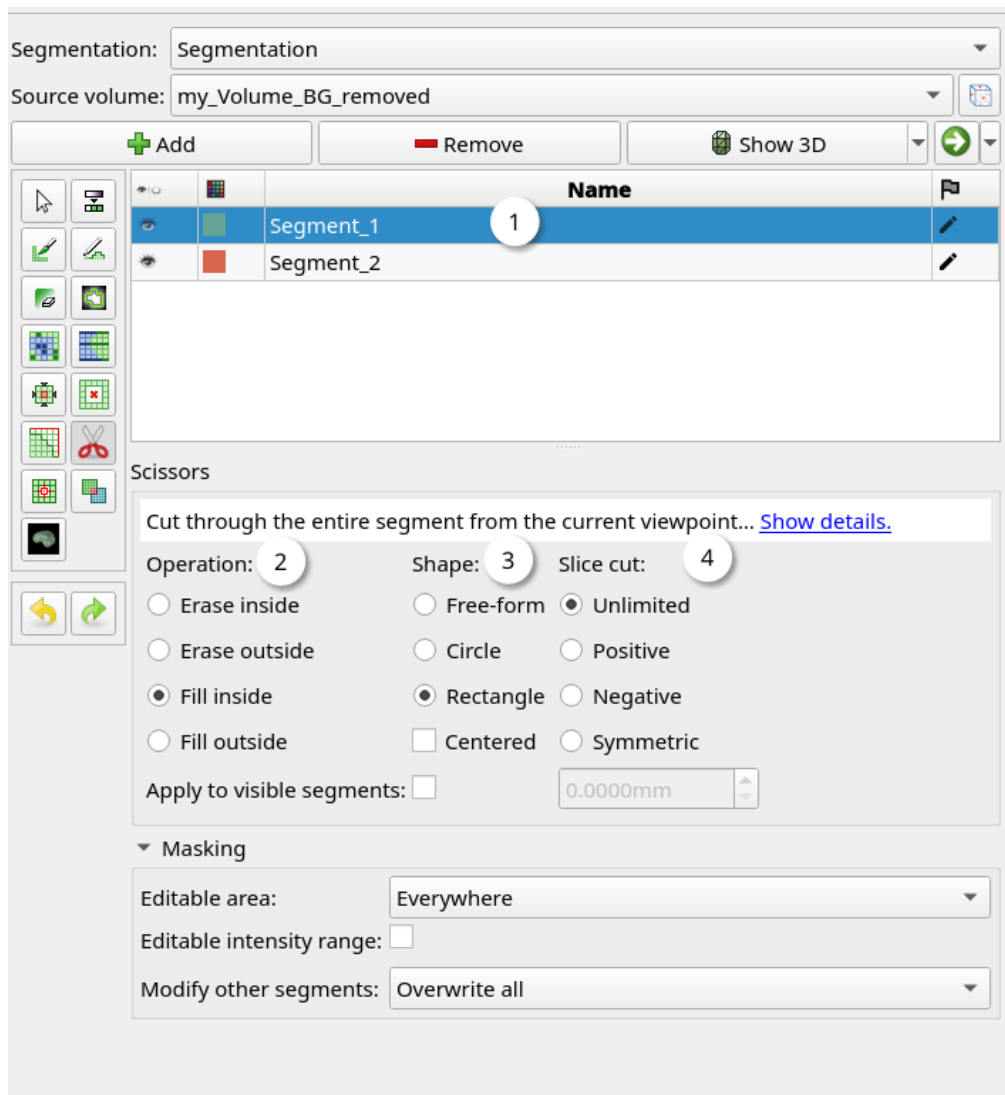 Segmentation: Segmentation
Source volume: my_Volume_BG_removed
Add Remove Show 3D
Name
Segment_1 1
Segment_2
Scissors
Cut through the entire segment from the current viewpoint... Show details.
Operation: 2 Shape: 3 Slice cut: 4
Erase inside Free-form Unlimited
Erase outside Circle Positive
Fill inside Rectangle Negative
Fill outside Centered Symmetric
Apply to visible segments: 0.0000mm
Masking
Editable area: Everywhere
Editable intensity range:
Modify other segments: Overwrite all